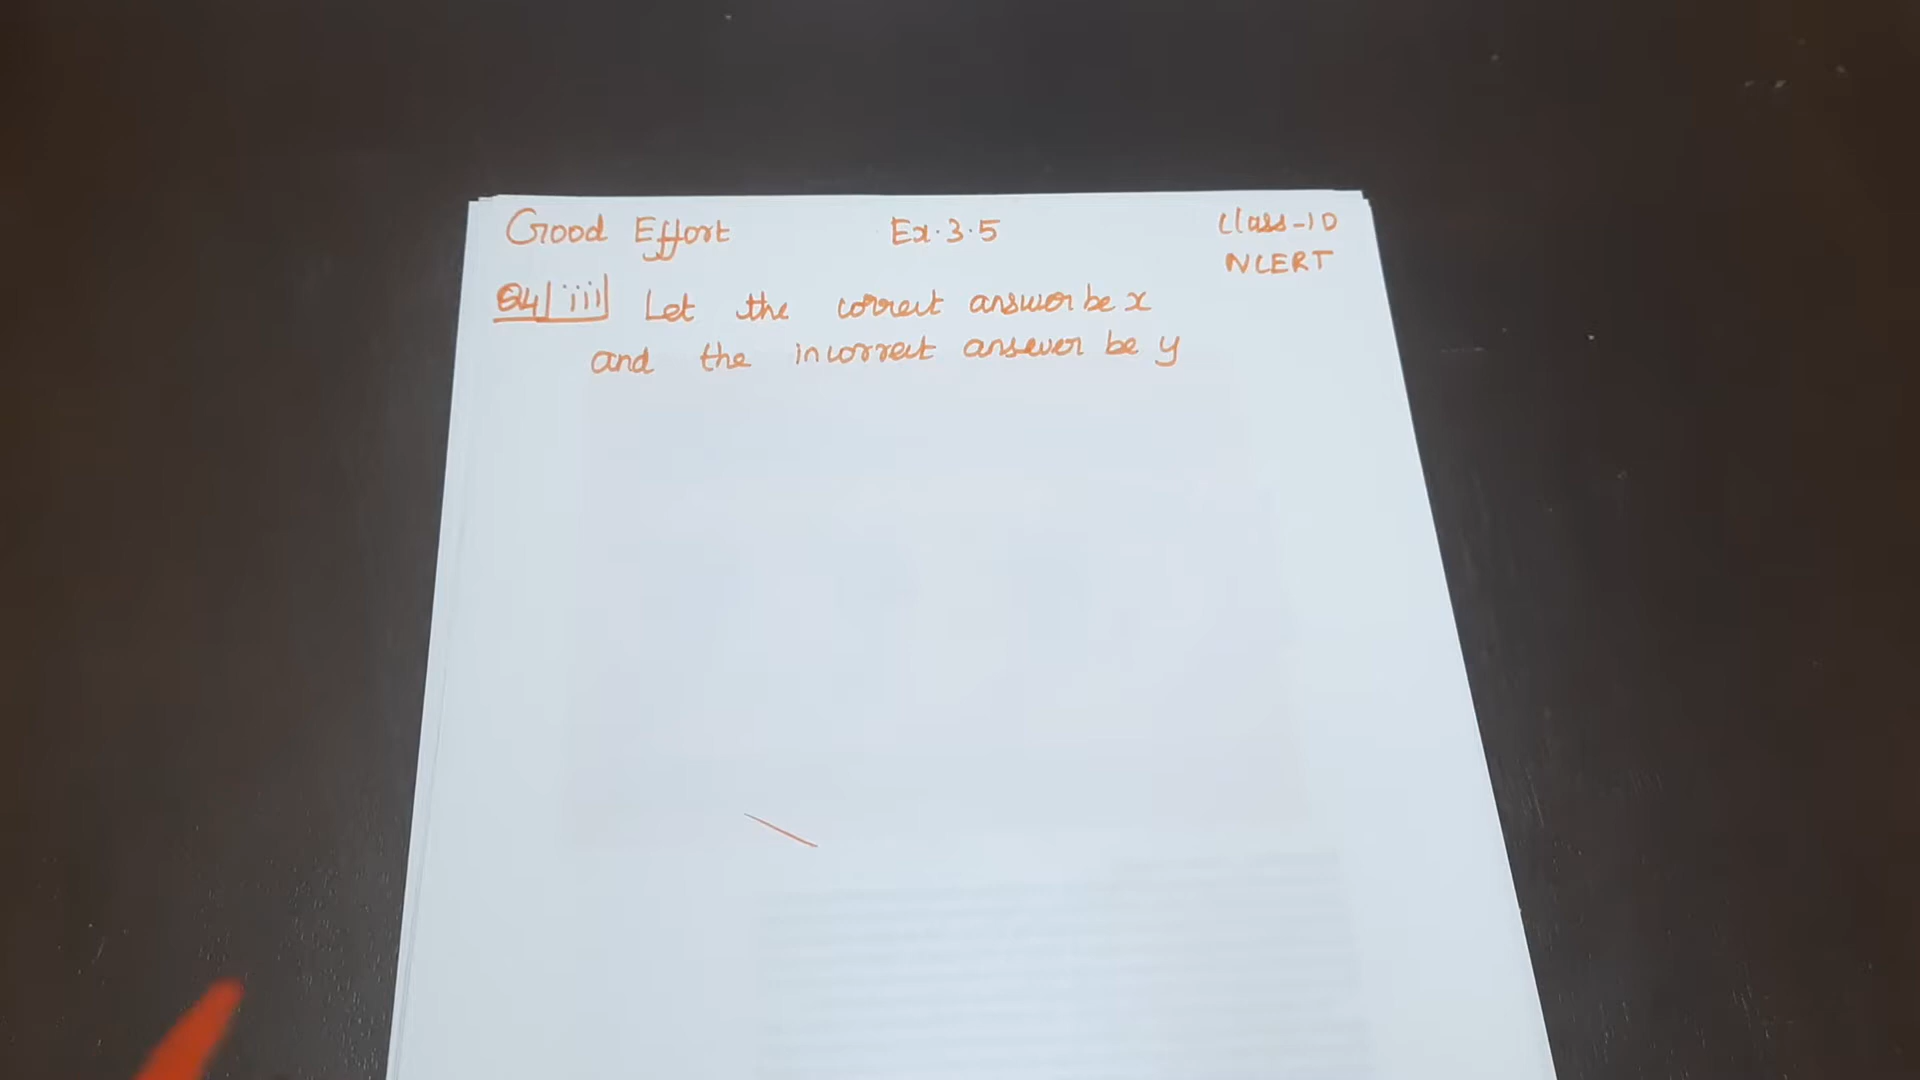 Good Effort Ex. 3.5 Class-10
NCERT
Q4 iii Let the correct answer be x
and the incorrect answer be y